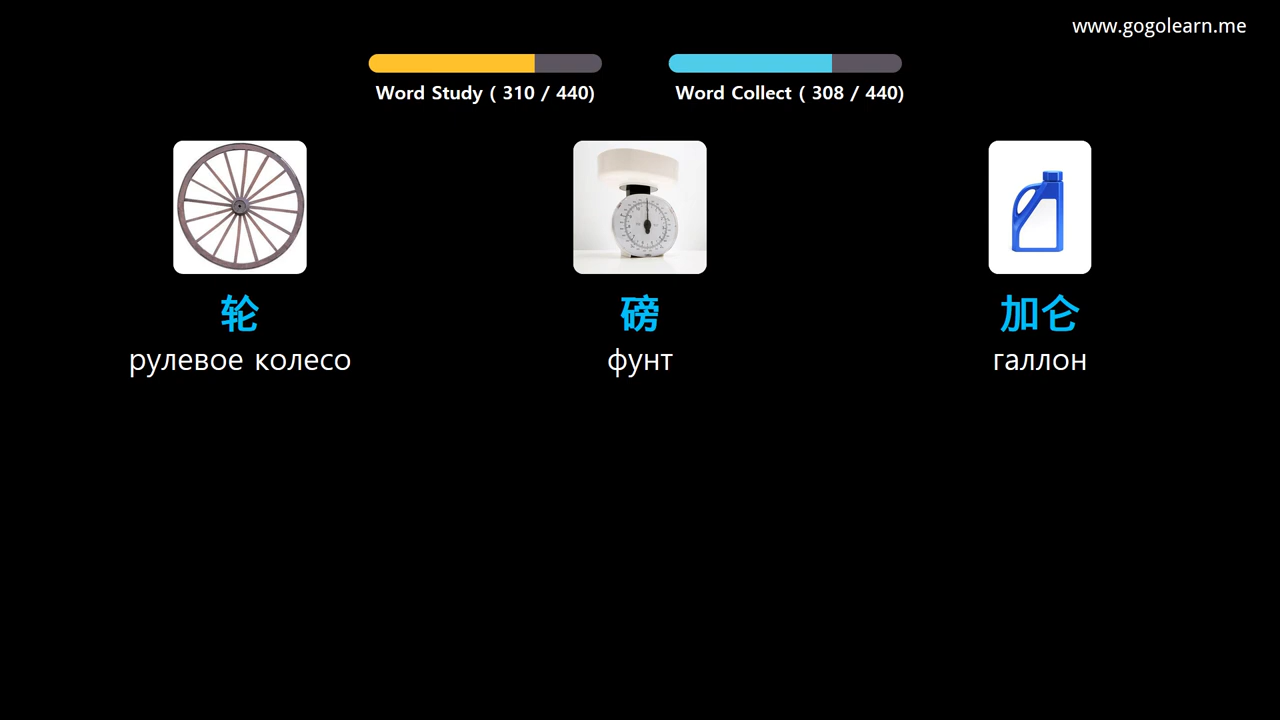 www.gogolearn.me
Word Study ( 310 / 440)
Word Collect ( 308 / 440)
轮
рулевое колесо
磅
фунт
加仑
галлон